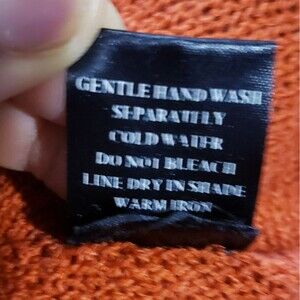 GENTLE HAND WASH
SEPARATELY
COLD WATER
DO NOT BLEACH
LINE DRY IN SHADE
WARM IRON